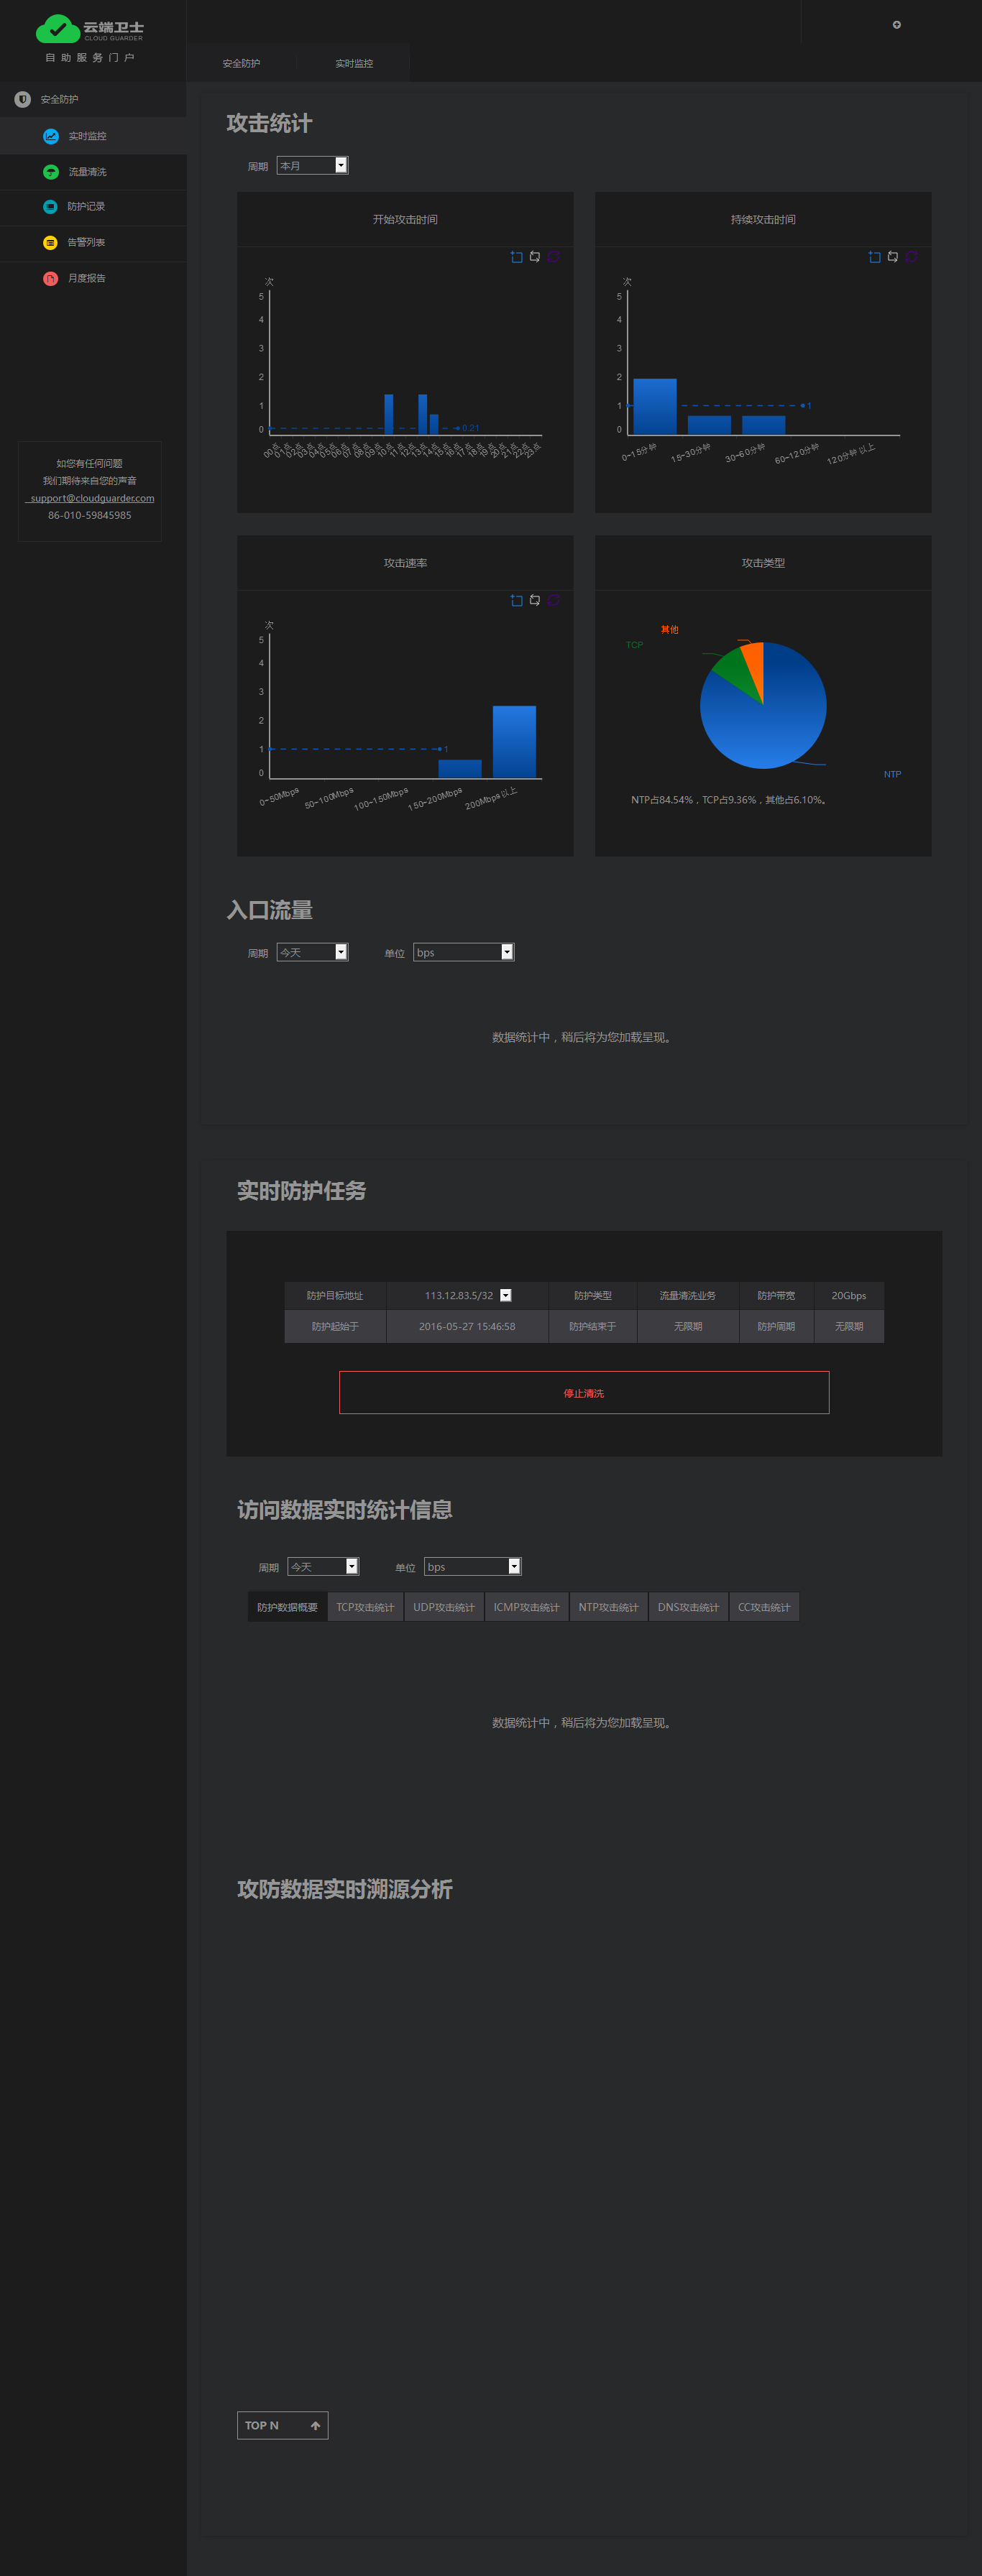 云端卫士
CLOUD GUARDER
自助服务门户
安全防护
实时监控
安全防护
实时监控
流量清洗
防护记录
告警列表
月度报告
如您有任何问题
我们期待来自您的声音
support@cloudguarder.com
86-010-59845985
攻击统计
周期 本月
开始攻击时间
次
5
4
3
2
1
0
0.21
00点 01点 02点 03点 04点 05点 06点 07点 08点 09点 10点 11点 12点 13点 14点 15点 16点 17点 18点 19点 20点 21点 22点 23点
持续攻击时间
次
5
4
3
2
1
0
1
0~15分钟 15~30分钟 30~60分钟 60~120分钟 120分钟 以上
攻击速率
次
5
4
3
2
1
0
1
0~50Mbps 50~100Mbps 100~150Mbps 150~200Mbps 200Mbps 以上
攻击类型
其他
TCP
NTP
NTP占84.54%，TCP占9.36%，其他占6.10%。
入口流量
周期 今天 单位 bps
数据统计中，稍后将为您加载呈现。
实时防护任务
防护目标地址 113.12.83.5/32 防护类型 流量清洗业务 防护带宽 20Gbps
防护起始于 2016-05-27 15:46:58 防护结束于 无限期 防护周期 无限期
停止清洗
访问数据实时统计信息
周期 今天 单位 bps
防护数据概要 TCP攻击统计 UDP攻击统计 ICMP攻击统计 NTP攻击统计 DNS攻击统计 CC攻击统计
数据统计中，稍后将为您加载呈现。
攻防数据实时溯源分析
TOP N